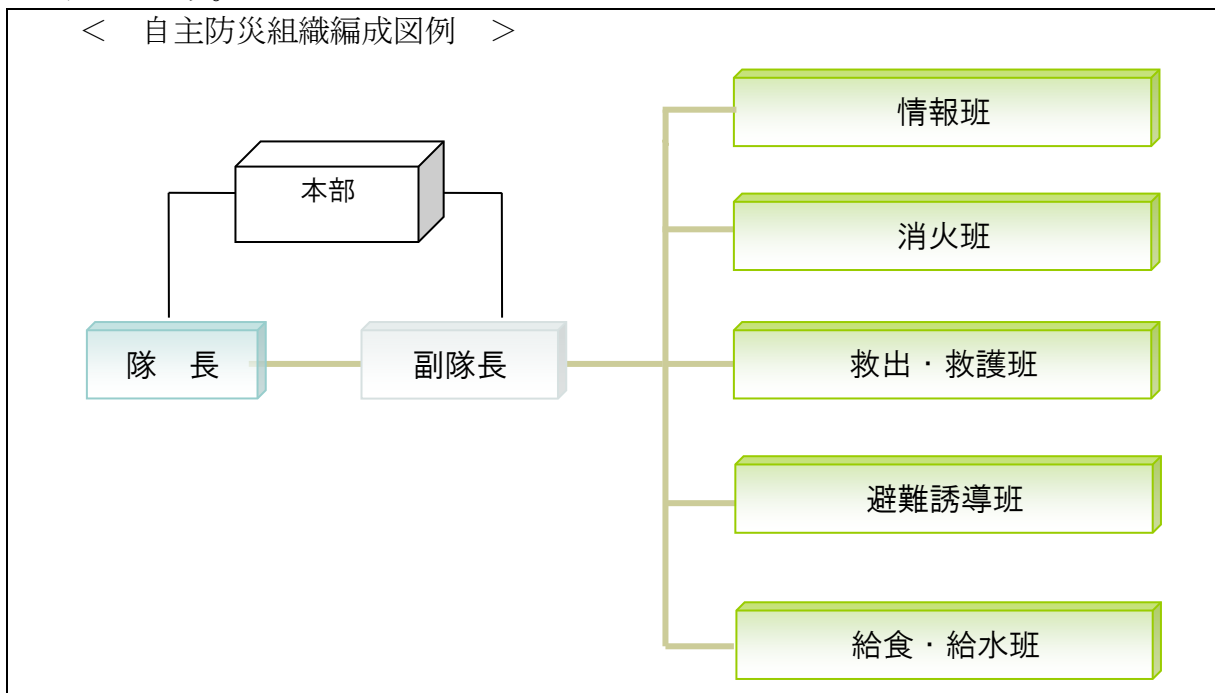 ＜　自主防災組織編成図例　＞
情報班
本部
消火班
隊　長
副隊長
救出・救護班
避難誘導班
給食・給水班